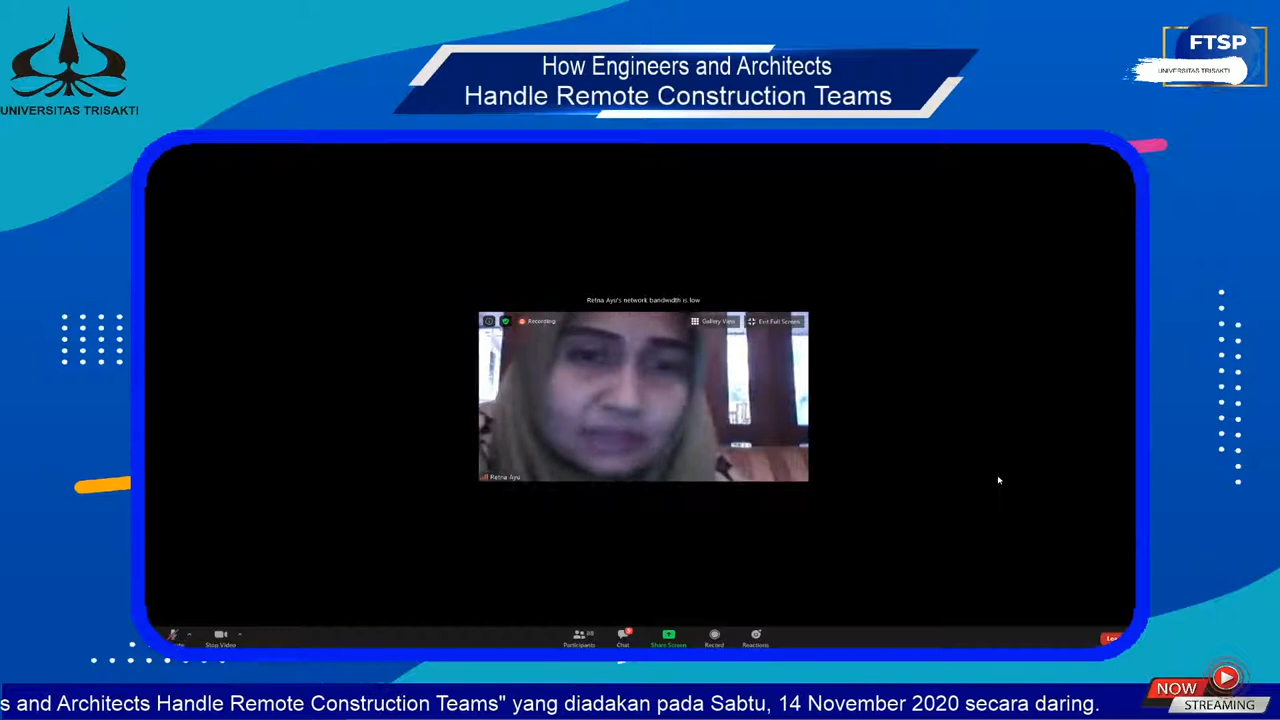 UNIVERSITAS TRISAKTI
How Engineers and Architects
Handle Remote Construction Teams
FTSP
UNIVERSITAS TRISAKTI
Retna Ayu's network bandwidth is low
Recording
Gallery View
Exit Full Screen
Retna Ayu
Stop Video
Participants
Chat
Share Screen
Record
Reactions
s and Architects Handle Remote Construction Teams" yang diadakan pada Sabtu, 14 November 2020 secara daring.
NOW
STREAMING